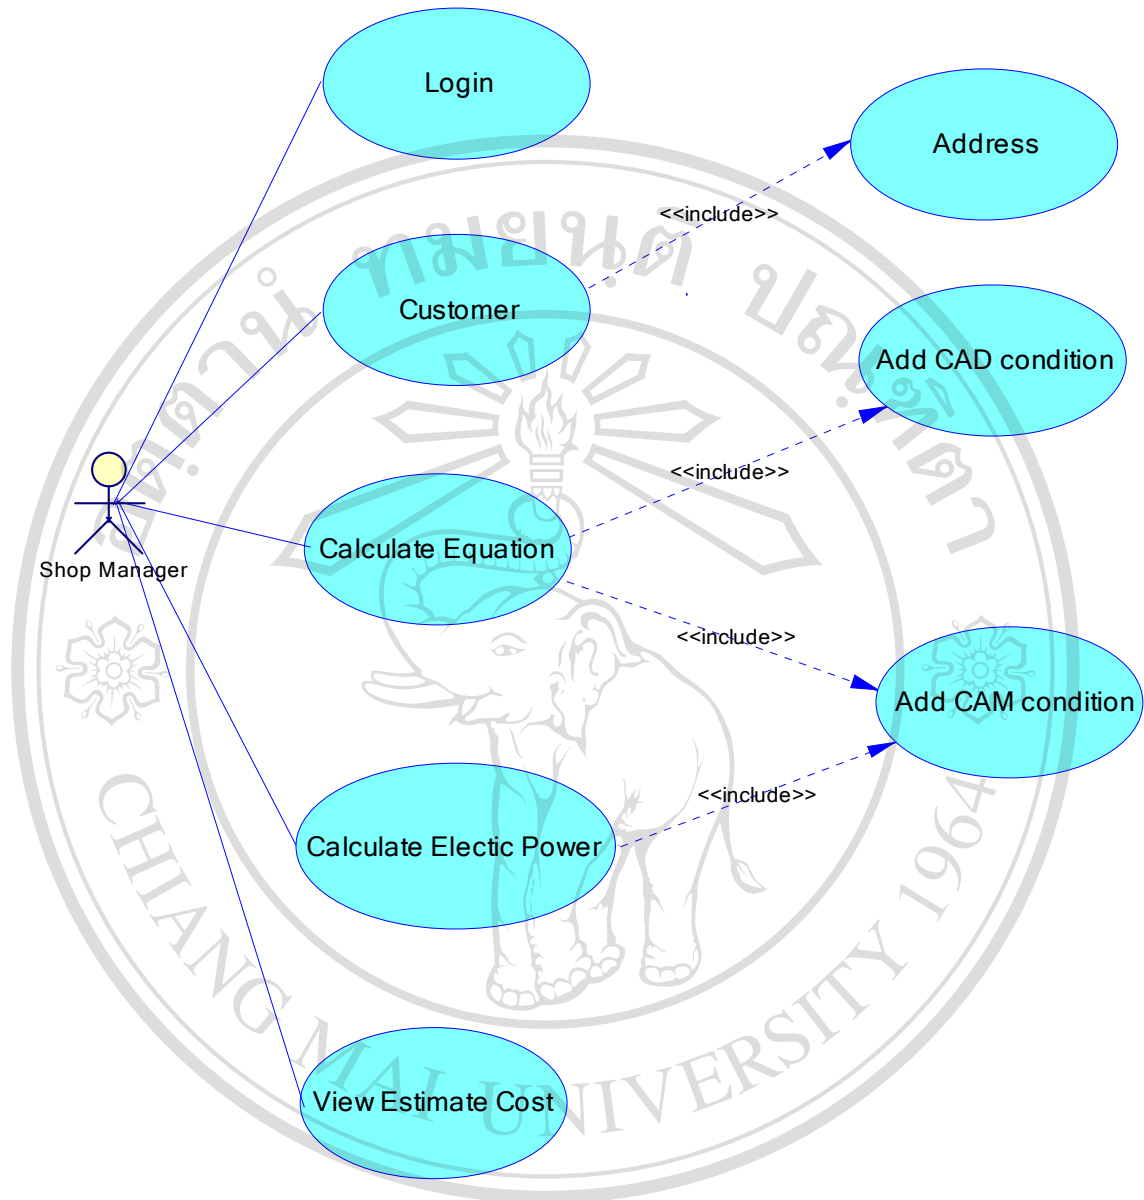 Login
Address
<<include>>
Customer
Add CAD condition
<<include>>
Calculate Equation
Shop Manager
<<include>>
Add CAM condition
<<include>>
Calculate Electic Power
View Estimate Cost
CHIANG MAI UNIVERSITY 1964